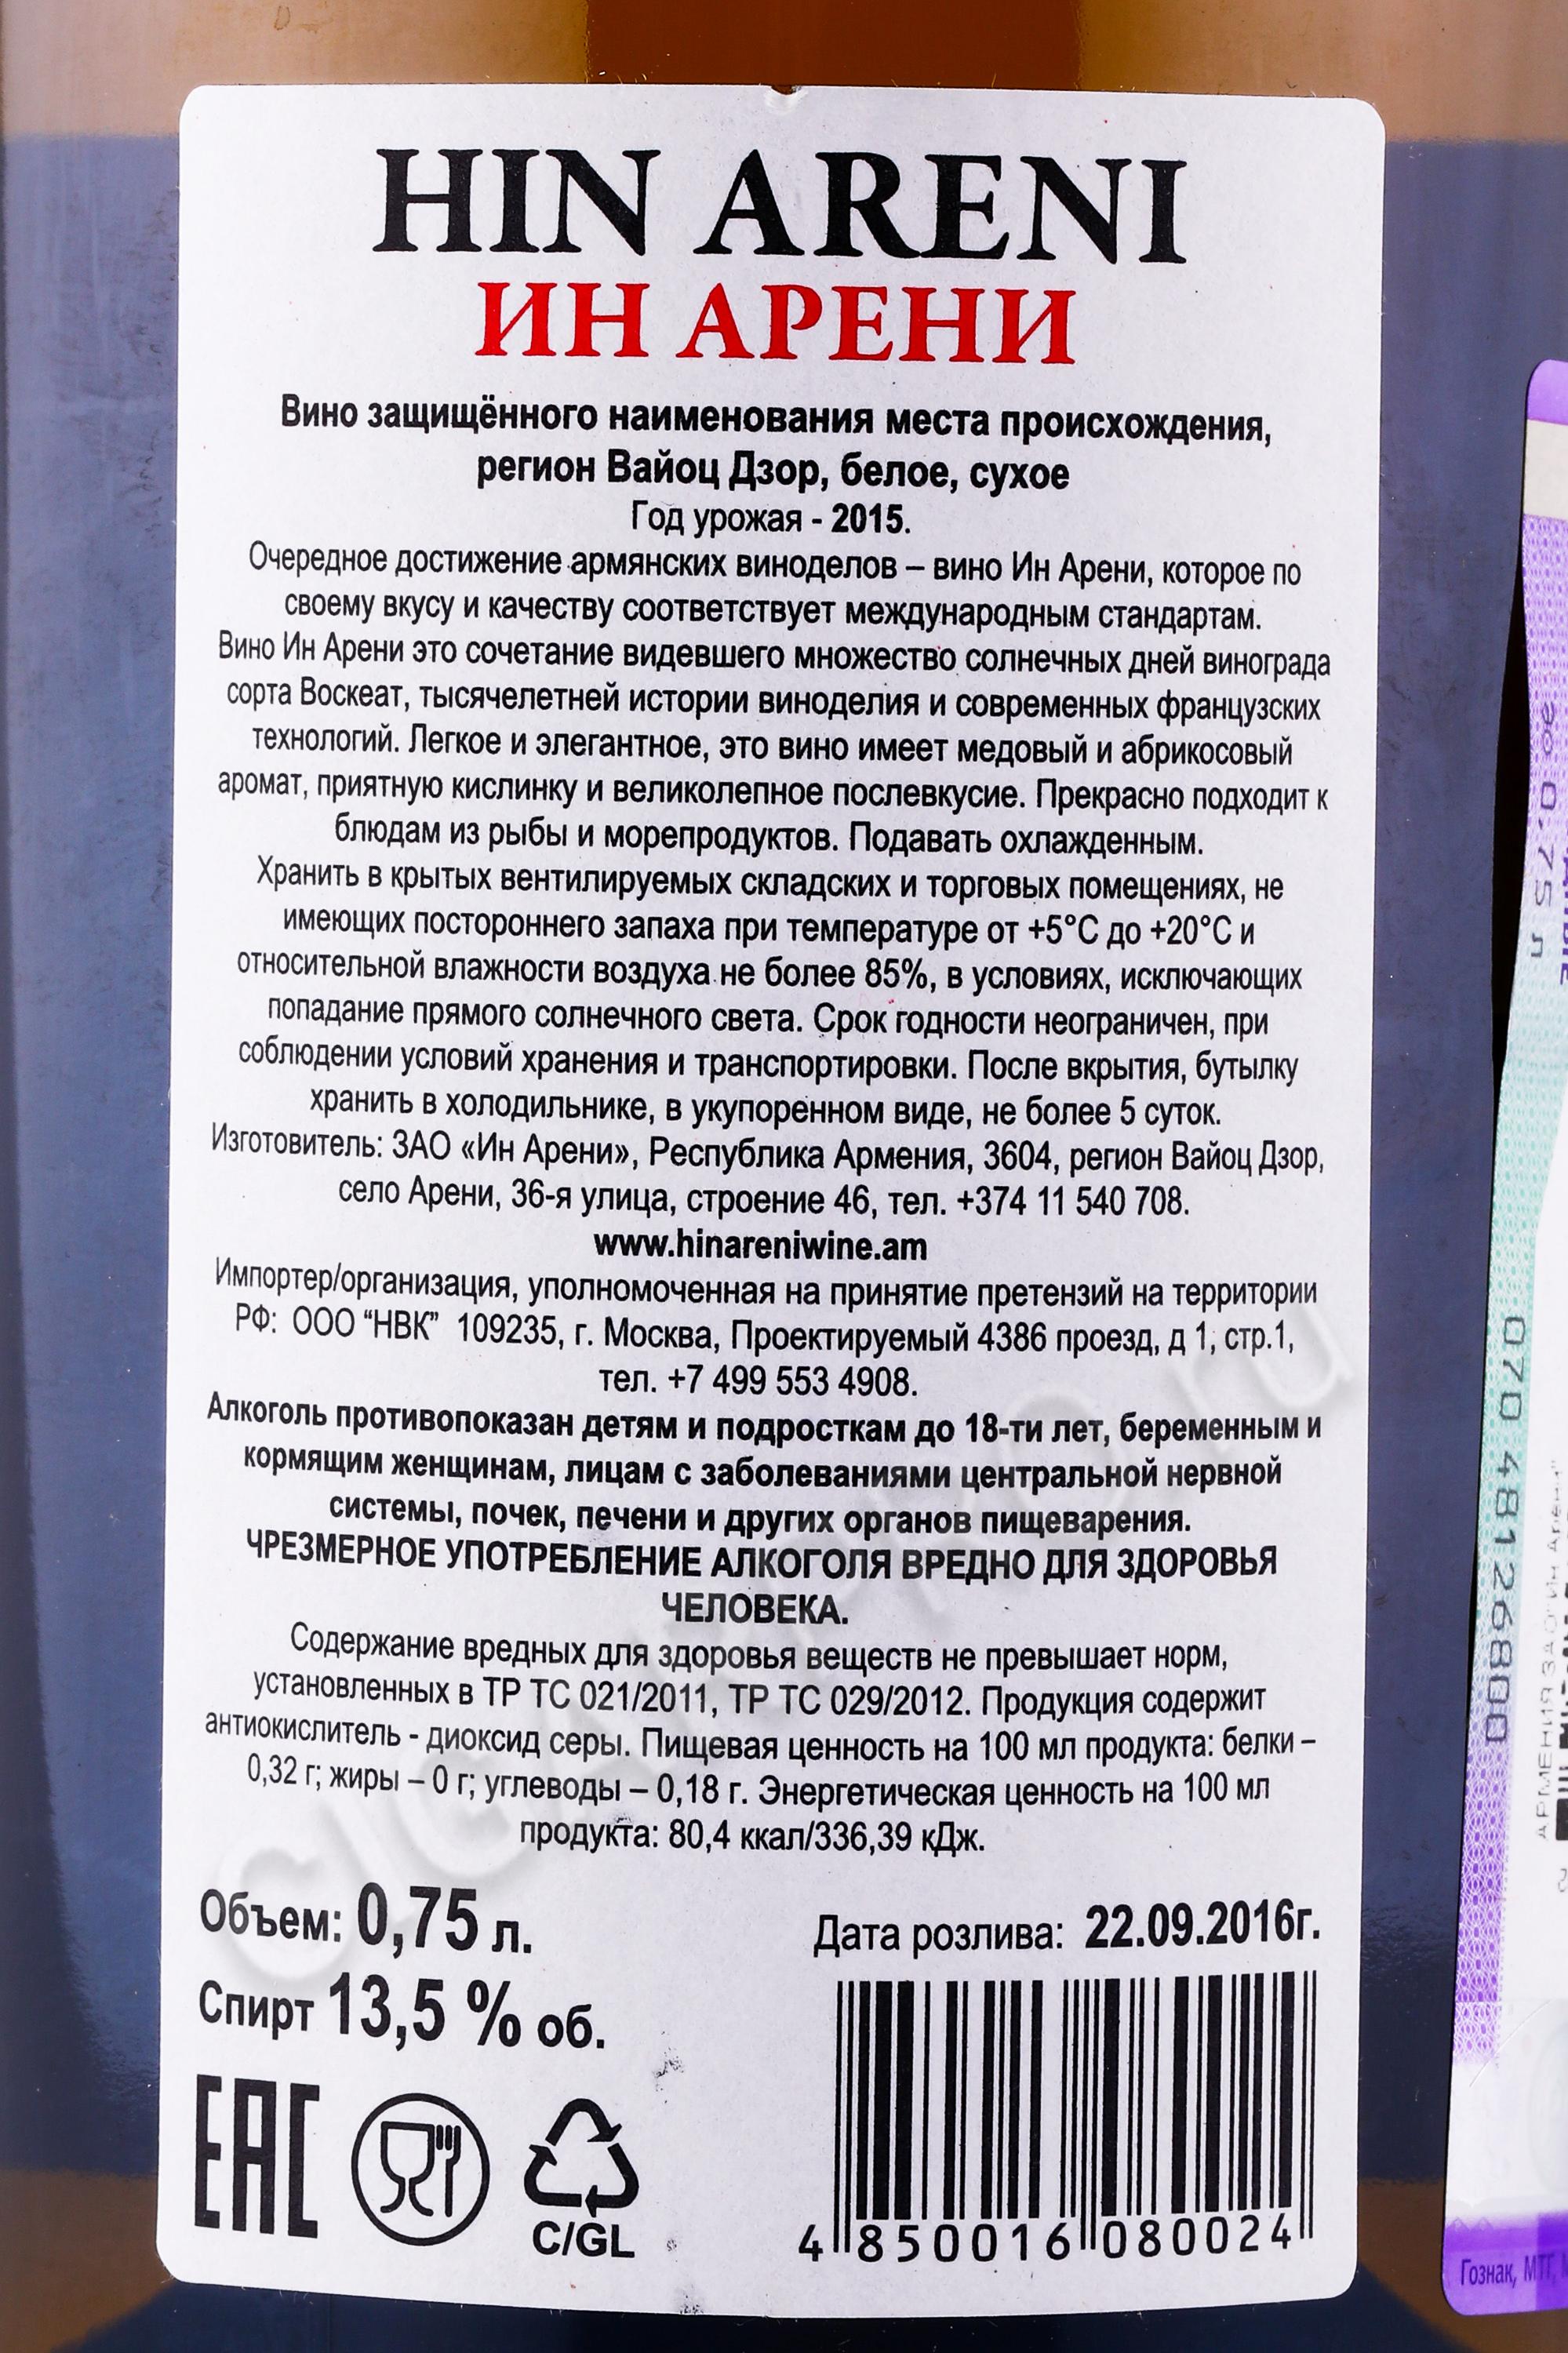 HIN ARENI
ИН АРЕНИ
Вино защищённого наименования места происхождения,
регион Вайоц Дзор, белое, сухое
Год урожая - 2015.
Очередное достижение армянских виноделов – вино Ин Арени, которое по
своему вкусу и качеству соответствует международным стандартам.
Вино Ин Арени это сочетание видевшего множество солнечных дней винограда
сорта Воскеат, тысячелетней истории виноделия и современных французских
технологий. Легкое и элегантное, это вино имеет медовый и абрикосовый
аромат, приятную кислинку и великолепное послевкусие. Прекрасно подходит к
блюдам из рыбы и морепродуктов. Подавать охлажденным.
Хранить в крытых вентилируемых складских и торговых помещениях, не
имеющих постороннего запаха при температуре от +5°С до +20°С и
относительной влажности воздуха не более 85%, в условиях, исключающих
попадание прямого солнечного света. Срок годности неограничен, при
соблюдении условий хранения и транспортировки. После вкрытия, бутылку
хранить в холодильнике, в укупоренном виде, не более 5 суток.
Изготовитель: ЗАО «Ин Арени», Республика Армения, 3604, регион Вайоц Дзор,
село Арени, 36-я улица, строение 46, тел. +374 11 540 708.
www.hinareniwine.am
Импортер/организация, уполномоченная на принятие претензий на территории
РФ: ООО “НВК” 109235, г. Москва, Проектируемый 4386 проезд, д 1, стр.1,
тел. +7 499 553 4908.
Алкоголь противопоказан детям и подросткам до 18-ти лет, беременным и
кормящим женщинам, лицам с заболеваниями центральной нервной
системы, почек, печени и других органов пищеварения.
ЧРЕЗМЕРНОЕ УПОТРЕБЛЕНИЕ АЛКОГОЛЯ ВРЕДНО ДЛЯ ЗДОРОВЬЯ
ЧЕЛОВЕКА.
Содержание вредных для здоровья веществ не превышает норм,
установленных в ТР ТС 021/2011, ТР ТС 029/2012. Продукция содержит
антиокислитель - диоксид серы. Пищевая ценность на 100 мл продукта: белки –
0,32 г; жиры – 0 г; углеводы – 0,18 г. Энергетическая ценность на 100 мл
продукта: 80,4 ккал/336,39 кДж.
Объем: 0,75 л.
Спирт 13,5 % об.
Дата розлива: 22.09.2016г.
EAC
C/GL
4 850016 080024
070 48126800
0.75 л
Гознак, МТГ,